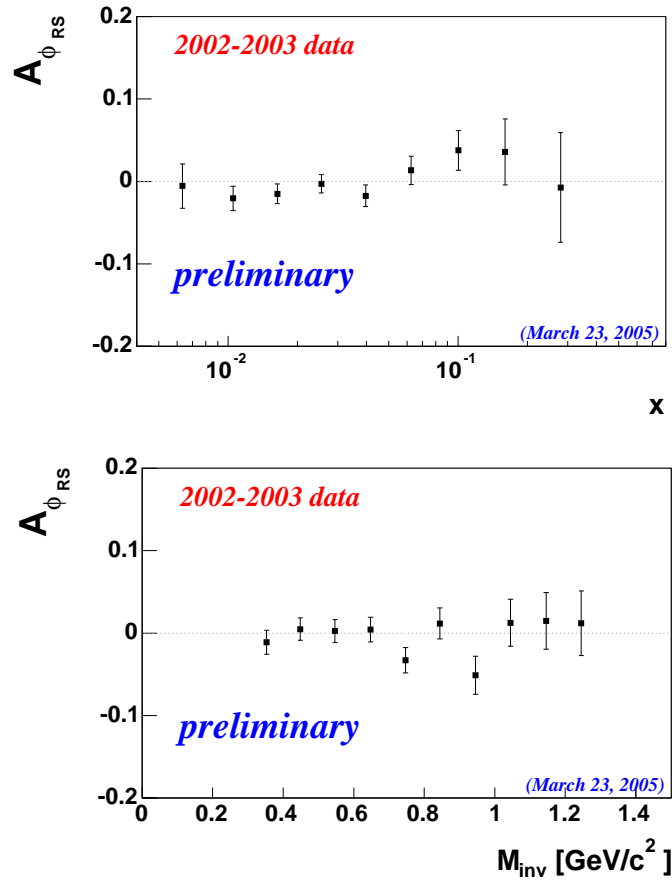 0.2
2002-2003 data
A_ϕ_RS
0.1
0
-0.1
preliminary
(March 23, 2005)
-0.2
10^-2 10^-1
x
0.2
2002-2003 data
A_ϕ_RS
0.1
0
-0.1
preliminary
(March 23, 2005)
-0.2
0 0.2 0.4 0.6 0.8 1 1.2 1.4
M_inv [GeV/c^2 ]